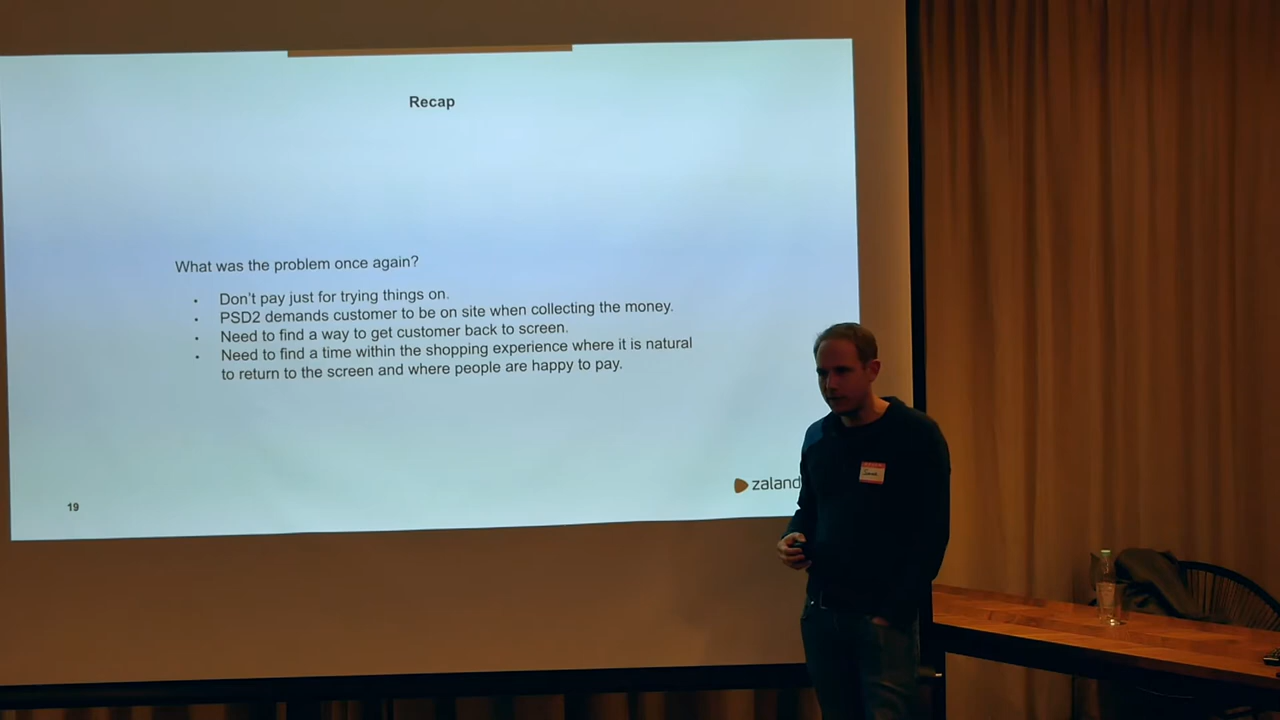 Recap
What was the problem once again?
• Don't pay just for trying things on.
• PSD2 demands customer to be on site when collecting the money.
• Need to find a way to get customer back to screen.
• Need to find a time within the shopping experience where it is natural
to return to the screen and where people are happy to pay.
zaland
19